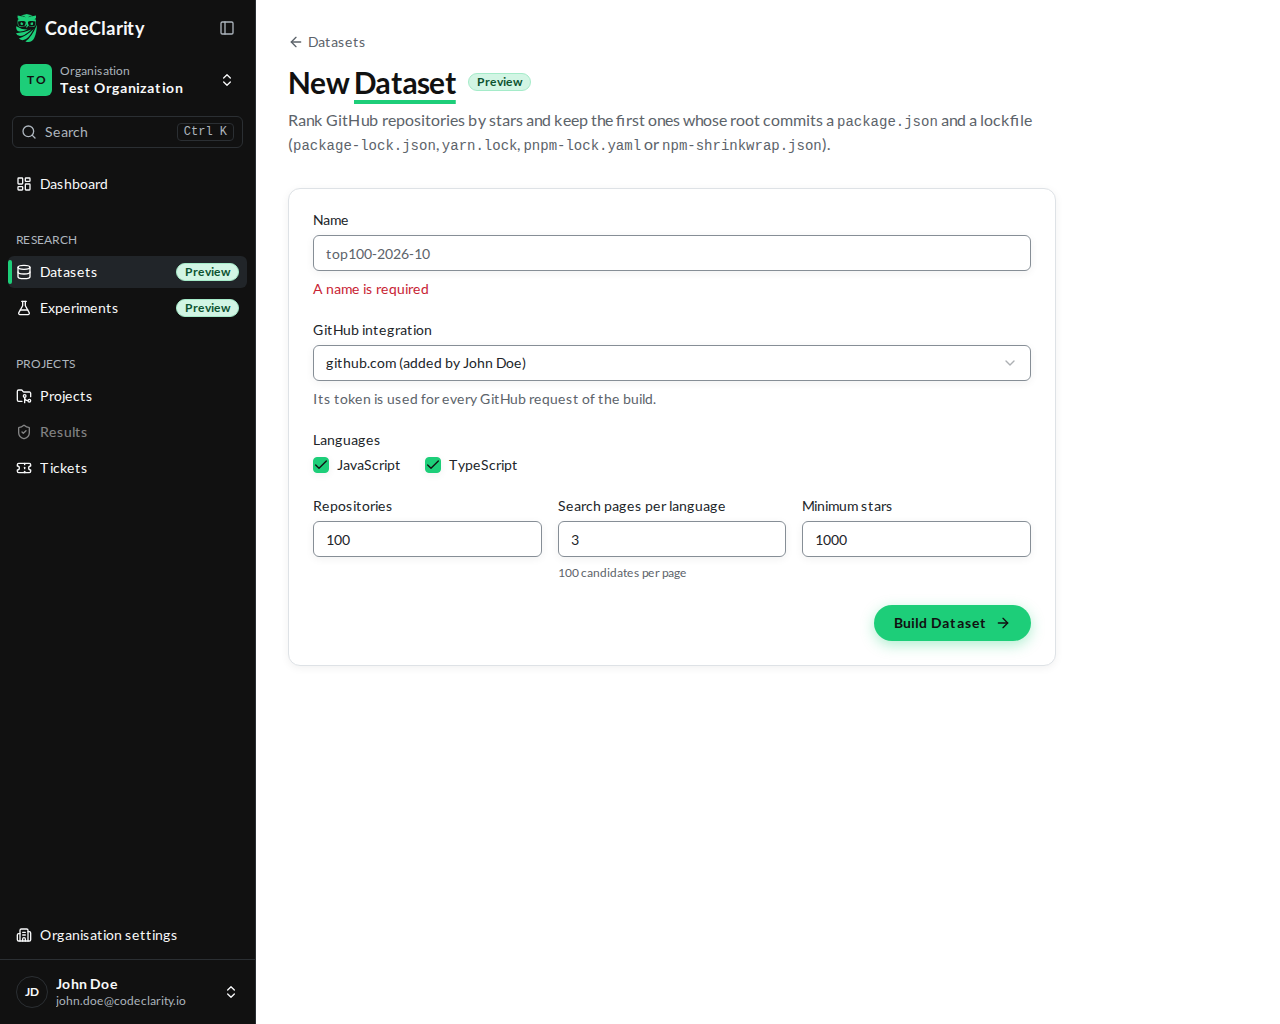 CodeClarity
TO
Organisation
Test Organization
Search
Ctrl K
Dashboard
RESEARCH
Datasets
Preview
Experiments
Preview
PROJECTS
Projects
Results
Tickets
Organisation settings
JD
John Doe
john.doe@codeclarity.io
Datasets
New Dataset
Preview
Rank GitHub repositories by stars and keep the first ones whose root commits a package.json and a lockfile
(package-lock.json, yarn.lock, pnpm-lock.yaml or npm-shrinkwrap.json).
Name
top100-2026-10
A name is required
GitHub integration
github.com (added by John Doe)
Its token is used for every GitHub request of the build.
Languages
JavaScript
TypeScript
Repositories
Search pages per language
Minimum stars
100
3
1000
100 candidates per page
Build Dataset